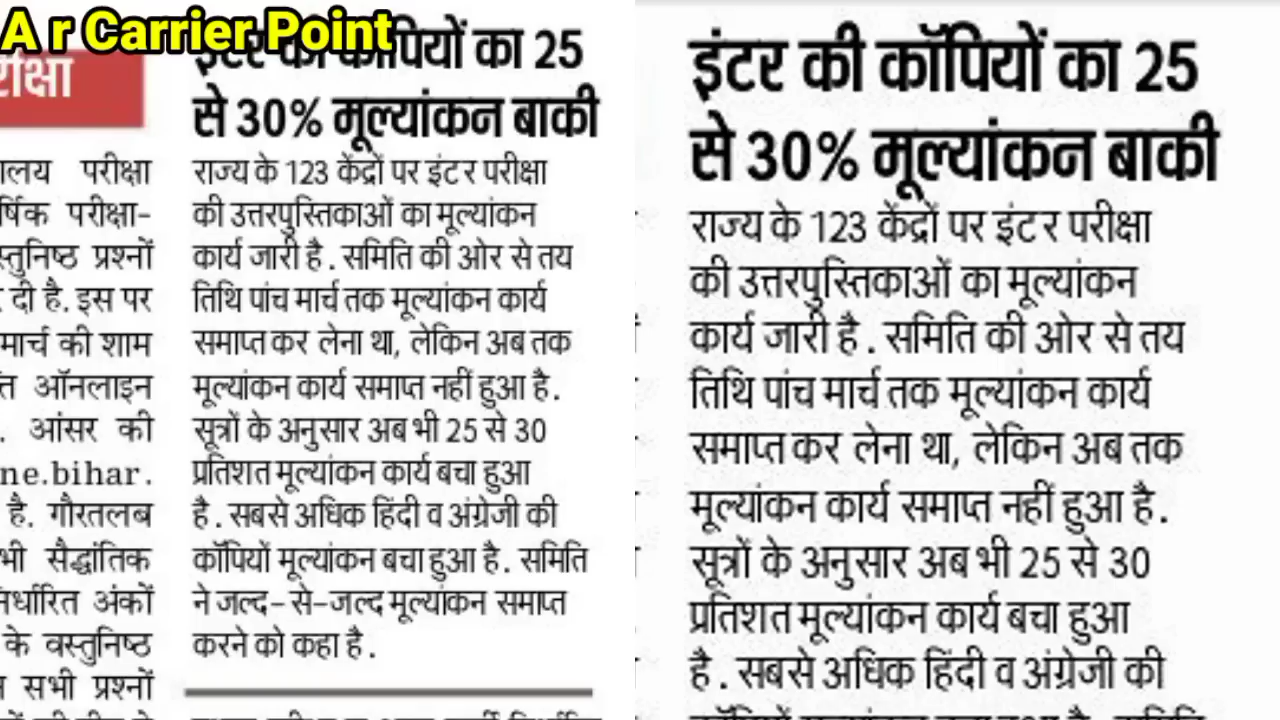 A r Carrier Point
रीक्षा
ालय परीक्षा
र्षिक परीक्षा-
स्तुनिष्ठ प्रश्नों
दी है. इस पर
मार्च की शाम
ऑनलाइन
. आंसर की
ne.bihar.
है. गौरतलब
भी सैद्धांतिक
निर्धारित अंकों
के वस्तुनिष्ठ
सभी प्रश्नों
इंटर की कॉपियों का 25
से 30% मूल्यांकन बाकी
राज्य के 123 केंद्रों पर इंटर परीक्षा
की उत्तरपुस्तिकाओं का मूल्यांकन
कार्य जारी है. समिति की ओर से तय
तिथि पांच मार्च तक मूल्यांकन कार्य
समाप्त कर लेना था, लेकिन अब तक
मूल्यांकन कार्य समाप्त नहीं हुआ है.
सूत्रों के अनुसार अब भी 25 से 30
प्रतिशत मूल्यांकन कार्य बचा हुआ
है. सबसे अधिक हिंदी व अंग्रेजी की
कॉपियों मूल्यांकन बचा हुआ है. समिति
ने जल्द-से-जल्द मूल्यांकन समाप्त
करने को कहा है.
इंटर की कॉपियों का 25
से 30% मूल्यांकन बाकी
राज्य के 123 केंद्रों पर इंटर परीक्षा
की उत्तरपुस्तिकाओं का मूल्यांकन
कार्य जारी है. समिति की ओर से तय
तिथि पांच मार्च तक मूल्यांकन कार्य
समाप्त कर लेना था, लेकिन अब तक
मूल्यांकन कार्य समाप्त नहीं हुआ है.
सूत्रों के अनुसार अब भी 25 से 30
प्रतिशत मूल्यांकन कार्य बचा हुआ
है. सबसे अधिक हिंदी व अंग्रेजी की